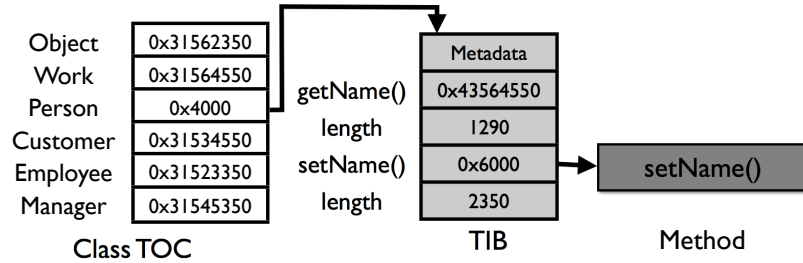 Object 0x31562350
Work 0x31564550
Person 0x4000
Customer 0x31534550
Employee 0x31523350
Manager 0x31545350
Class TOC
Metadata
getName() 0x43564550
length 1290
setName() 0x6000
length 2350
TIB
setName()
Method